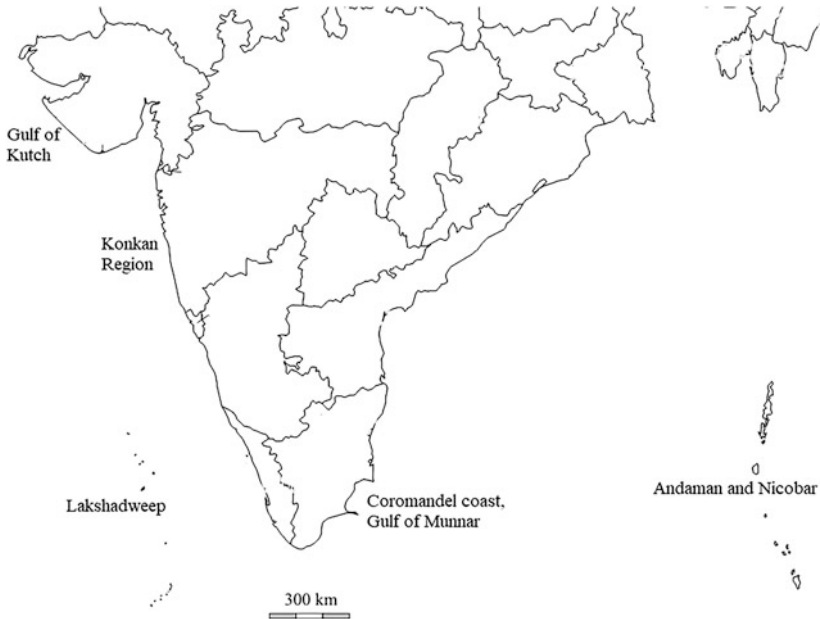 Gulf of
Kutch
Konkan
Region
Lakshadweep
Coromandel coast,
Gulf of Munnar
Andaman and Nicobar
300 km